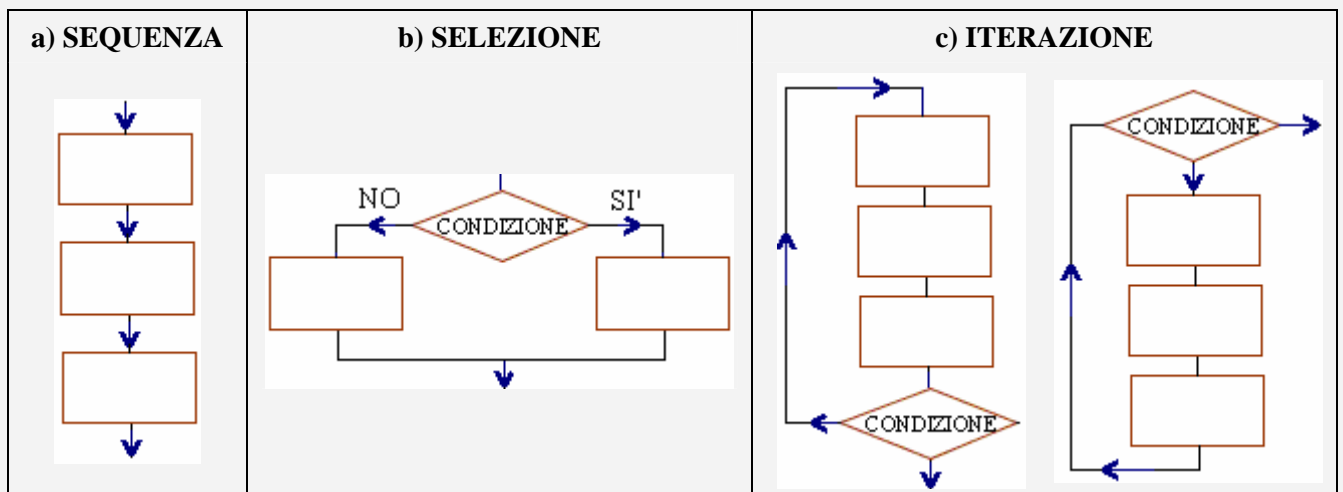 a) SEQUENZA
b) SELEZIONE
c) ITERAZIONE
NO
CONDIZIONE
SI'
CONDIZIONE
CONDIZIONE